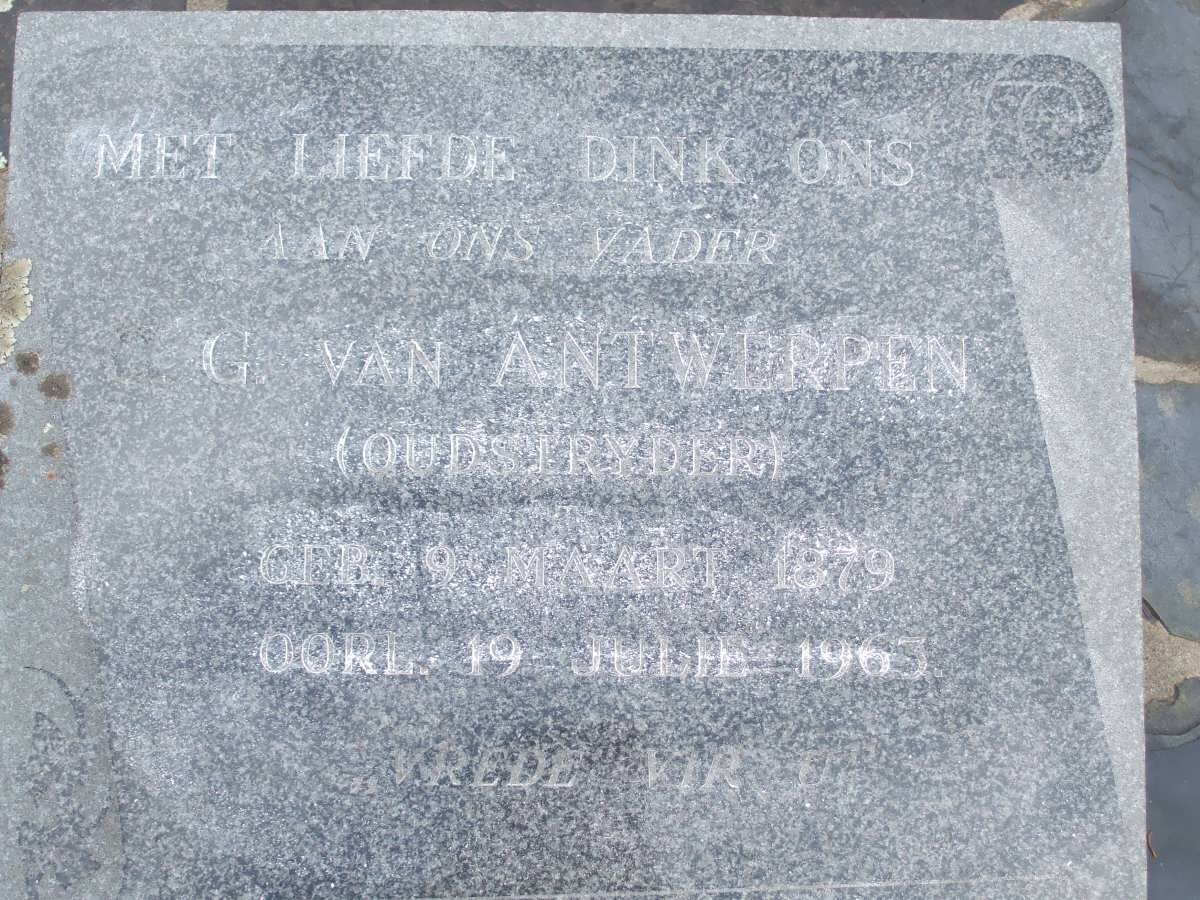 MET LIEFDE DINK ONS
AAN ONS VADER
G. VAN ANTWERPEN
(OUDSTRYDER)
GEB. 9 MAART 1879
OORL. 19 JULIE 1963.
„VREDE VIR U"